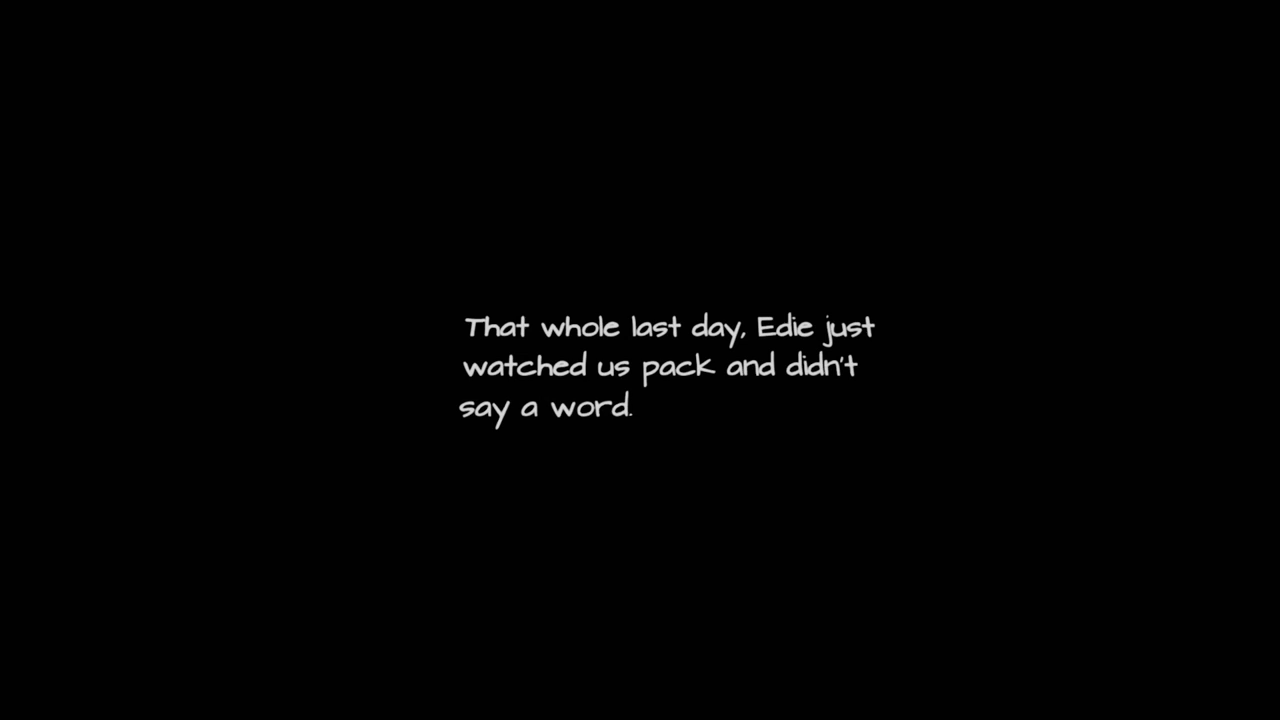 That whole last day, Edie just
watched us pack and didn't
say a word.